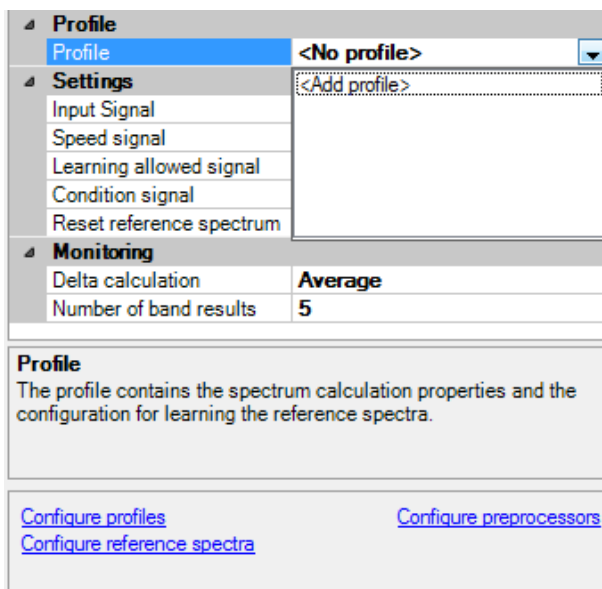 Profile
Profile <No profile>
Settings <Add profile>
Input Signal
Speed signal
Learning allowed signal
Condition signal
Reset reference spectrum
Monitoring
Delta calculation Average
Number of band results 5
Profile
The profile contains the spectrum calculation properties and the
configuration for learning the reference spectra.
Configure profiles Configure preprocessors
Configure reference spectra